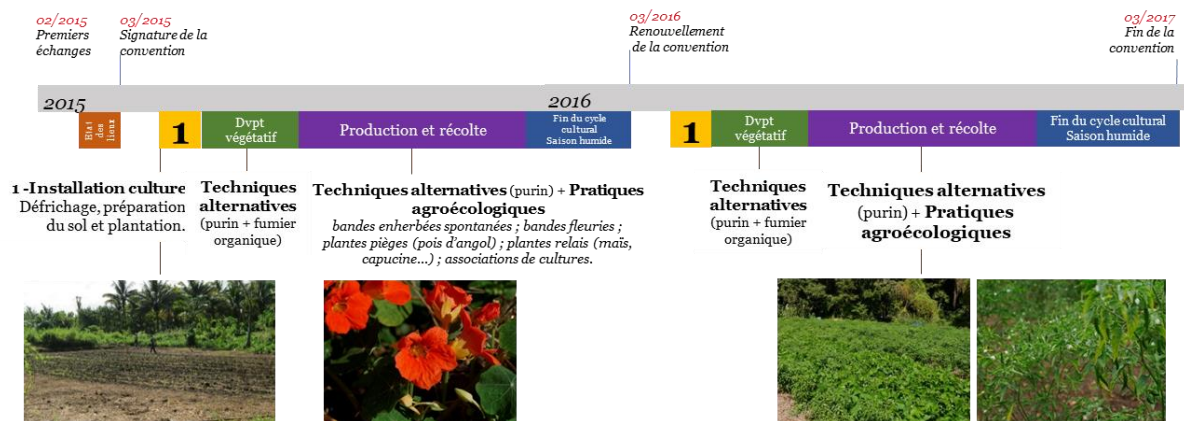 02/2015
Premiers
échanges
03/2015
Signature de la
convention
03/2016
Renouvellement
de la convention
03/2017
Fin de la
convention
2015
2016
Etat
des
lieux
1
Dvpt
végétatif
Production et récolte
Fin du cycle
cultural
Saison humide
1
Dvpt
végétatif
Production et récolte
Fin du cycle cultural
Saison humide
1 -Installation culture
Défrichage, préparation
du sol et plantation.
Techniques
alternatives
(purin + fumier
organique)
Techniques alternatives (purin) + Pratiques
agroécologiques
bandes enherbées spontanées ; bandes fleuries ;
plantes pièges (pois d'angol) ; plantes relais (maïs,
capucine...) ; associations de cultures.
Techniques
alternatives
(purin + fumier
organique)
Techniques alternatives
(purin) + Pratiques
agroécologiques